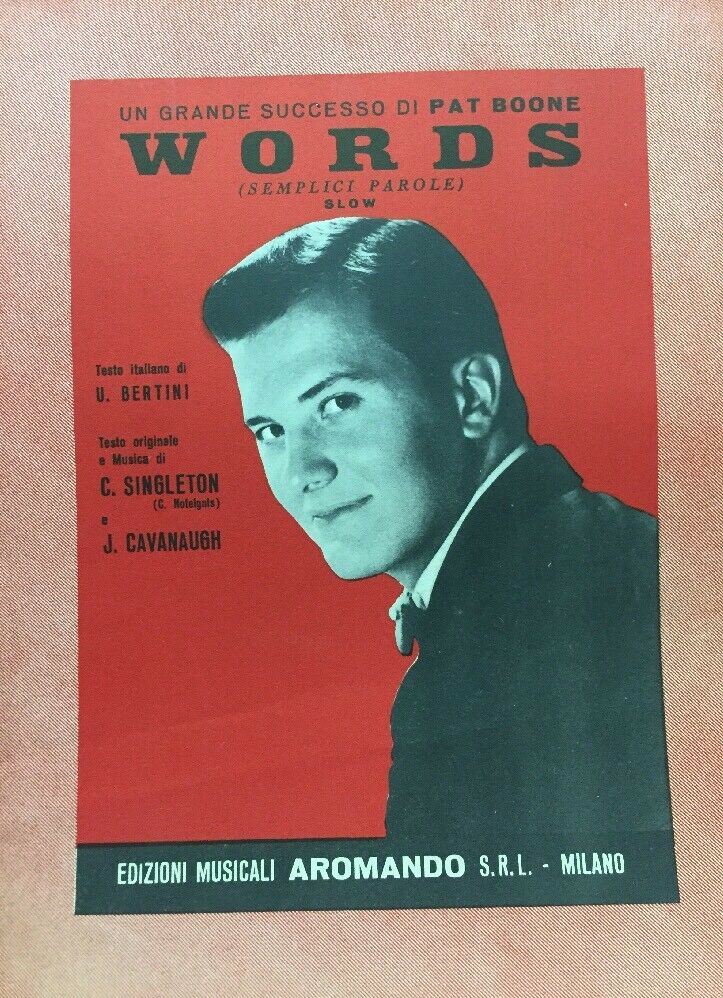 UN GRANDE SUCCESSO DI PAT BOONE
WORDS
(SEMPLICI PAROLE)
SLOW
Testo italiano di
U. BERTINI
Testo originale
e Musica di
C. SINGLETON
(C. Noteignls)
e
J. CAVANAUGH
EDIZIONI MUSICALI AROMANDO S.R.L. - MILANO